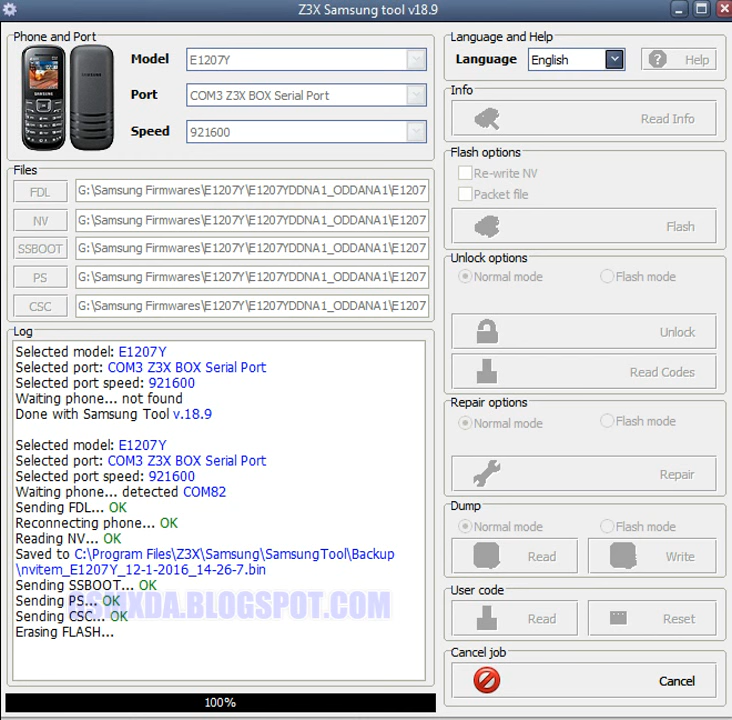 Z3X Samsung tool v18.9
Phone and Port
SAMSUNG
SAMSUNG
Model
E1207Y
Port
COM3 Z3X BOX Serial Port
Speed
921600
Files
FDL
G:\Samsung Firmwares\E1207Y\E1207YDDNA1_ODDANA1\E1207
NV
G:\Samsung Firmwares\E1207Y\E1207YDDNA1_ODDANA1\E1207
SSBOOT
G:\Samsung Firmwares\E1207Y\E1207YDDNA1_ODDANA1\E1207
PS
G:\Samsung Firmwares\E1207Y\E1207YDDNA1_ODDANA1\E1207
CSC
G:\Samsung Firmwares\E1207Y\E1207YDDNA1_ODDANA1\E1207
Log
Selected model: E1207Y
Selected port: COM3 Z3X BOX Serial Port
Selected port speed: 921600
Waiting phone... not found
Done with Samsung Tool v.18.9
Selected model: E1207Y
Selected port: COM3 Z3X BOX Serial Port
Selected port speed: 921600
Waiting phone... detected COM82
Sending FDL... OK
Reconnecting phone... OK
Reading NV... OK
Saved to C:\Program Files\Z3X\Samsung\SamsungTool\Backup
\nvitem_E1207Y_12-1-2016_14-26-7.bin
Sending SSBOOT... OK
Sending PS... OK
Sending CSC... OK
Erasing FLASH...
100%
Language and Help
Language
English
Help
Info
Read Info
Flash options
Re-write NV
Packet file
Flash
Unlock options
Normal mode
Flash mode
Unlock
Read Codes
Repair options
Normal mode
Flash mode
Repair
Dump
Normal mode
Flash mode
Read
Write
User code
Read
Reset
Cancel job
Cancel